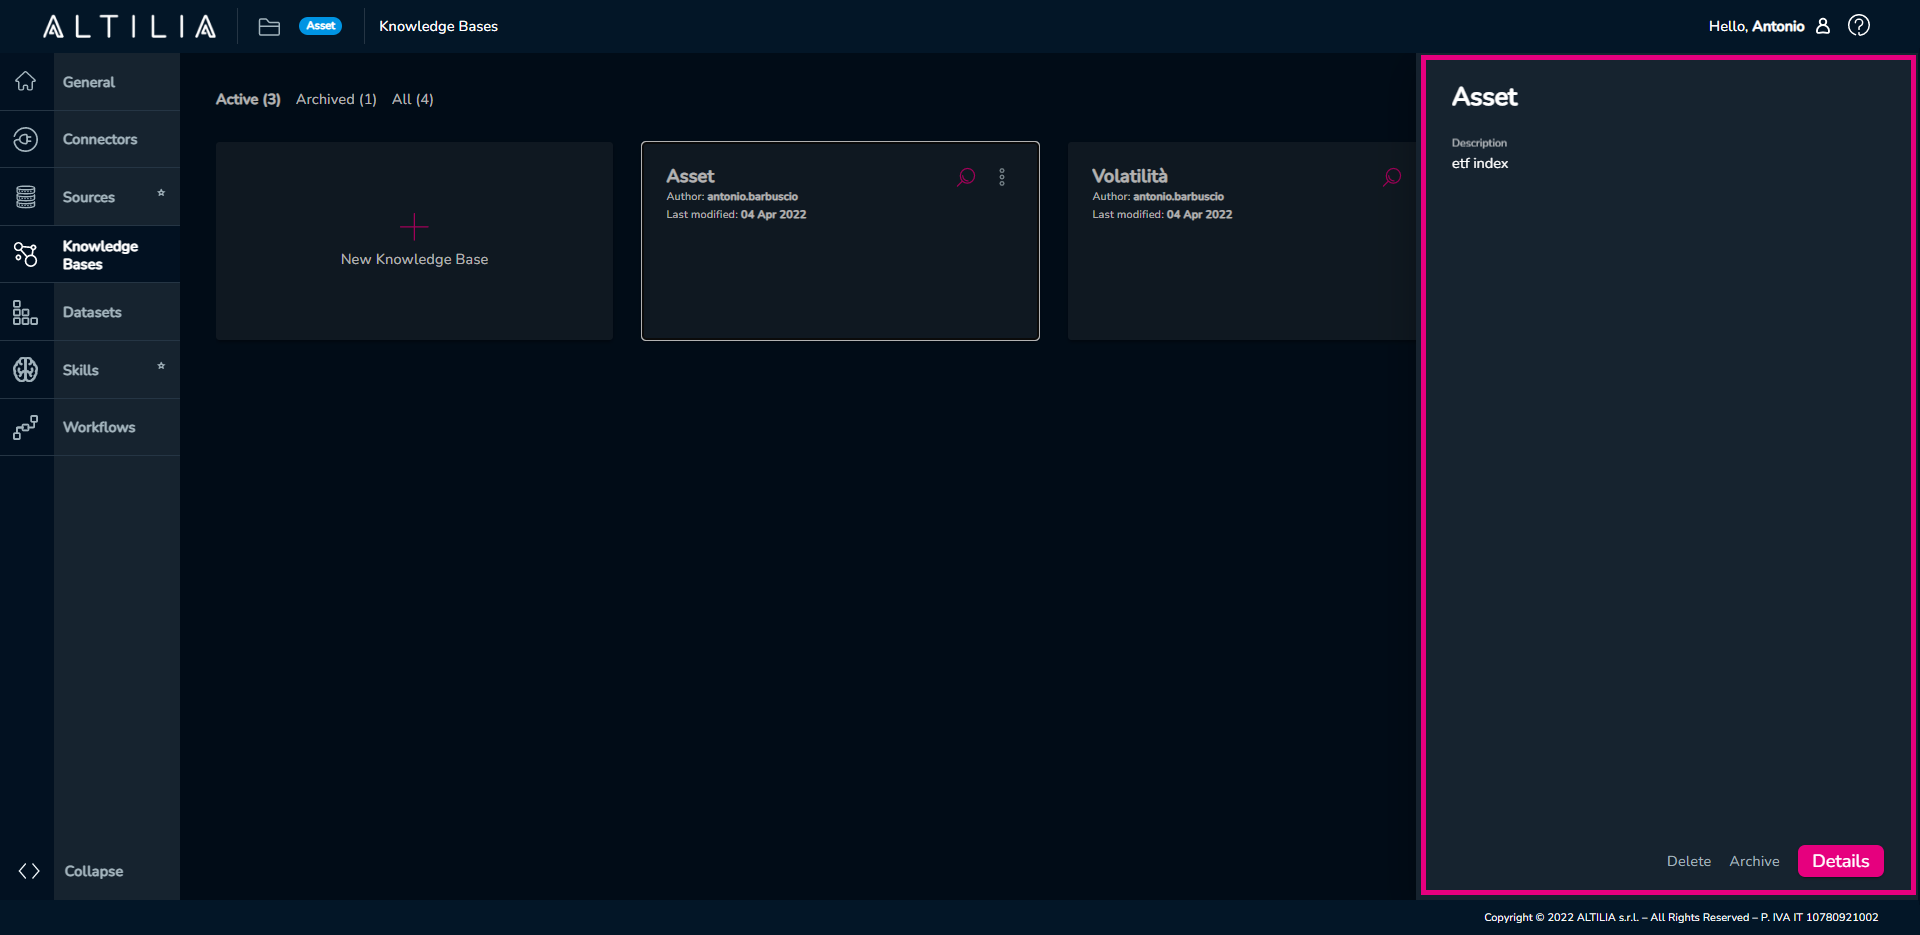 ALTILIA
Asset
Knowledge Bases
Hello, Antonio
General
Connectors
Sources
Knowledge
Bases
Datasets
Skills
Workflows
Collapse
Active (3) Archived (1) All (4)
New Knowledge Base
Asset
Author: antonio.barbuscio
Last modified: 04 Apr 2022
Volatilità
Author: antonio.barbuscio
Last modified: 04 Apr 2022
Asset
Description
etf index
Delete Archive Details
Copyright © 2022 ALTILIA s.r.l. – All Rights Reserved – P. IVA IT 10780921002